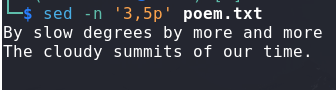 └─$ sed -n '3,5p' poem.txt
By slow degrees by more and more
The cloudy summits of our time.